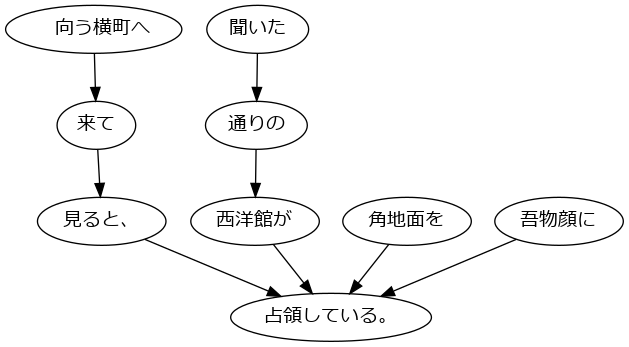 向う横町へ
聞いた
来て
通りの
見ると、
西洋館が
角地面を
吾物顔に
占領している。